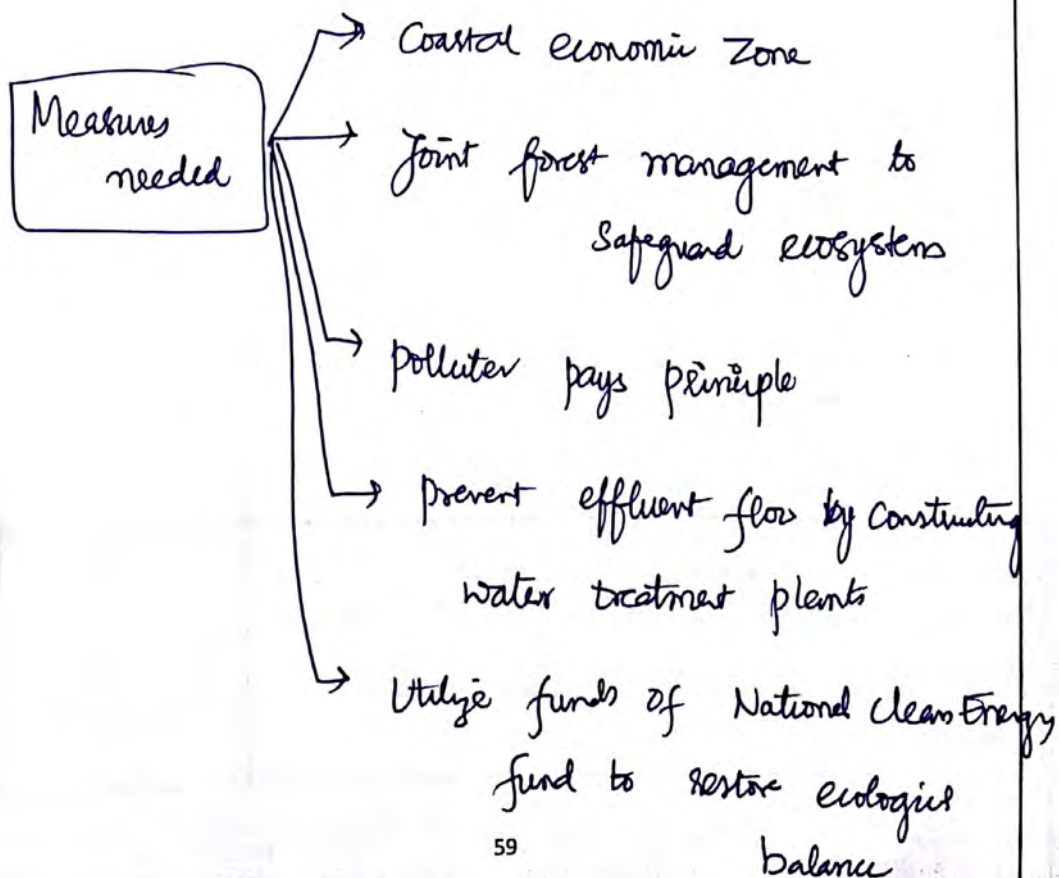 Coastal economic Zone
Measures
needed
Joint forest management to
Safeguard ecosystems
polluter pays principle
prevent effluent flow by constructing
water treatment plants
Utilize funds of National Clean Energy
fund to restore ecological
59
balance